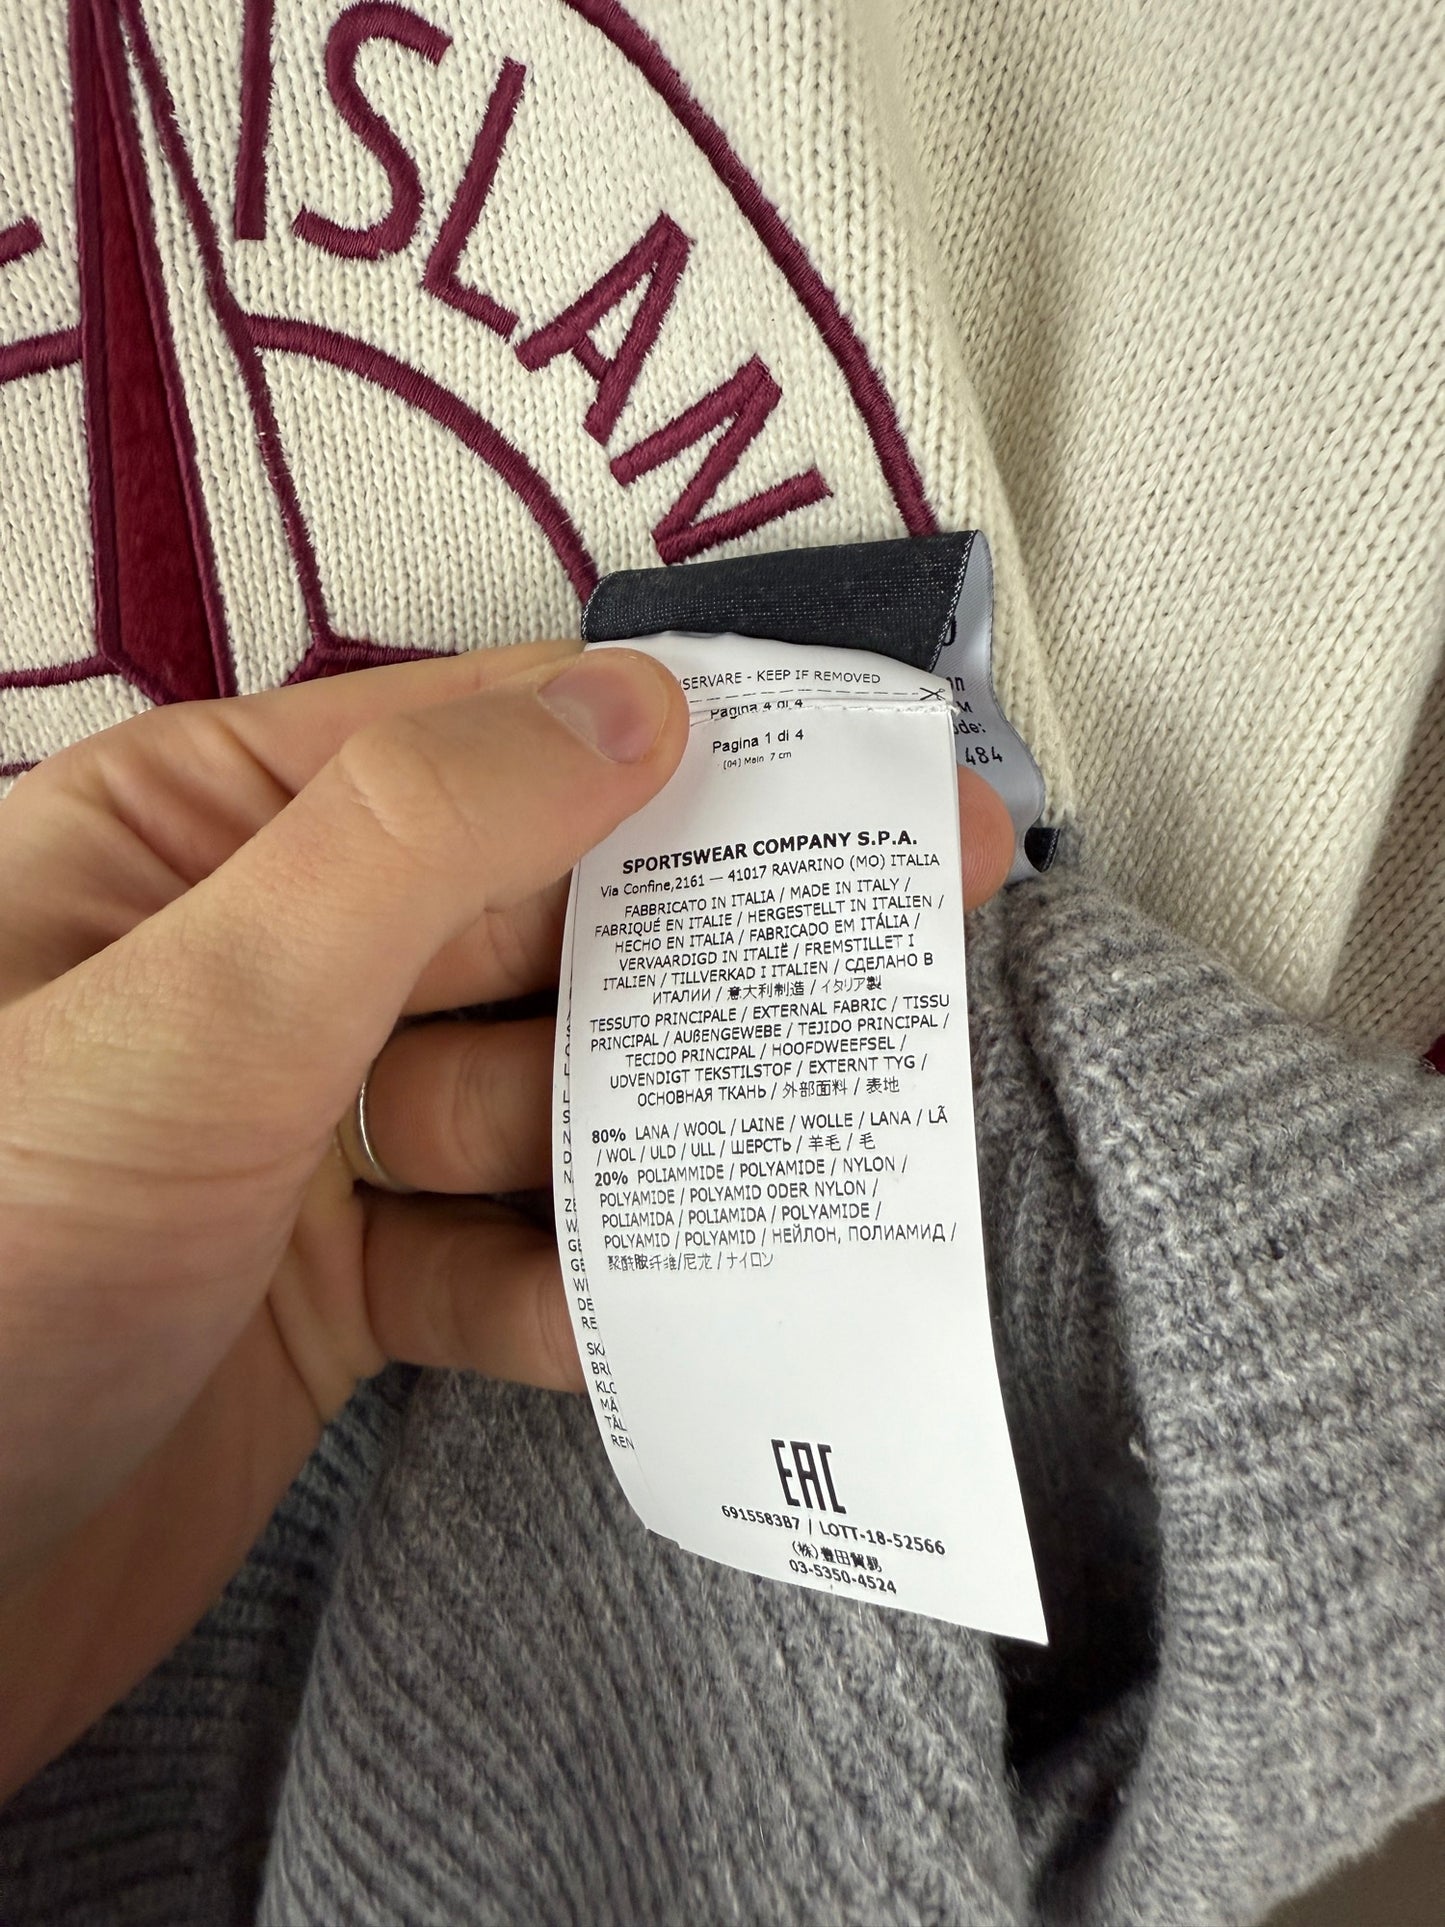 ISLAN
NSERVARE - KEEP IF REMOVED
Pagina 4 di 4
Pagina 1 di 4
(04) Main 7 cm
484
SPORTSWEAR COMPANY S.P.A.
Via Confine,2161 — 41017 RAVARINO (MO) ITALIA
FABBRICATO IN ITALIA / MADE IN ITALY /
FABRIQUÉ EN ITALIE / HERGESTELLT IN ITALIEN /
HECHO EN ITALIA / FABRICADO EM ITÁLIA /
VERVAARDIGD IN ITALIË / FREMSTILLET I
ITALIEN / TILLVERKAD I ITALIEN / СДЕЛАНО В
ИТАЛИИ / 意大利制造 / イタリア製
TESSUTO PRINCIPALE / EXTERNAL FABRIC / TISSU
PRINCIPAL / AUßENGEWEBE / TEJIDO PRINCIPAL /
TECIDO PRINCIPAL / HOOFDWEEFSEL /
UDVENDIGT TEKSTILSTOF / EXTERNT TYG /
ОСНОВНАЯ ТКАНЬ / 外部面料 / 表地
80% LANA / WOOL / LAINE / WOLLE / LANA / LÃ
/ WOL / ULD / ULL / ШЕРСТЬ / 羊毛 / 毛
20% POLIAMMIDE / POLYAMIDE / NYLON /
POLYAMIDE / POLYAMID ODER NYLON /
POLIAMIDA / POLIAMIDA / POLYAMIDE /
POLYAMID / POLYAMID / НЕЙЛОН, ПОЛИАМИД /
聚酰胺纤维/尼龙 / ナイロン
EAC
6915583B7 / LOTT-18-52566
(株)豊田貿易
03-5350-4524